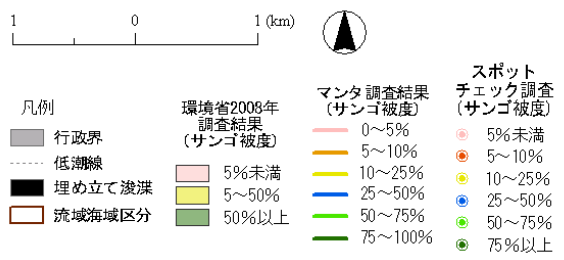 1 0 1 (km)
凡例
行政界
低潮線
埋め立て浚渫
流域海域区分
環境省2008年
調査結果
(サンゴ被度)
5%未満
5～50%
50%以上
マンタ調査結果
(サンゴ被度)
0～5%
5～10%
10～25%
25～50%
50～75%
75～100%
スポット
チェック調査
(サンゴ被度)
5%未満
5～10%
10～25%
25～50%
50～75%
75%以上